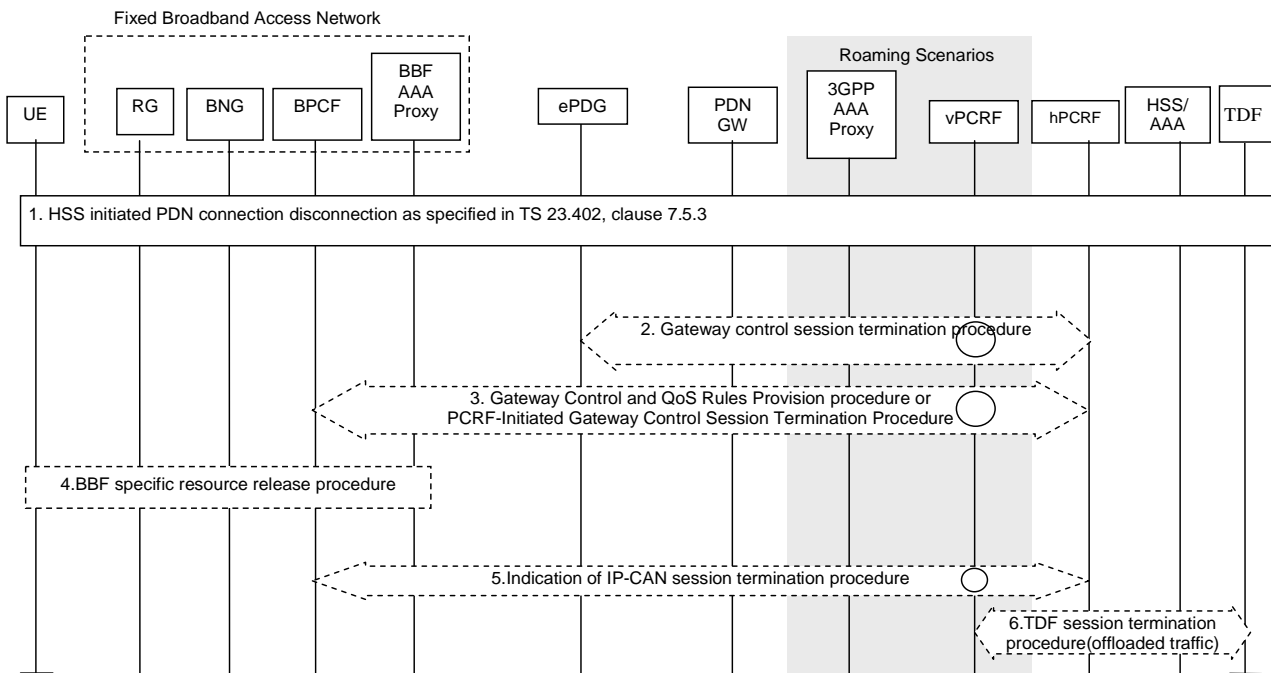 Fixed Broadband Access Network
Roaming Scenarios
UE
RG
BNG
BPCF
BBF
AAA
Proxy
ePDG
PDN
GW
3GPP
AAA
Proxy
vPCRF
hPCRF
HSS/
AAA
TDF
1. HSS initiated PDN connection disconnection as specified in TS 23.402, clause 7.5.3
2. Gateway control session termination procedure
3. Gateway Control and QoS Rules Provision procedure or
PCRF-Initiated Gateway Control Session Termination Procedure
4.BBF specific resource release procedure
5.Indication of IP-CAN session termination procedure
6.TDF session termination
procedure(offloaded traffic)